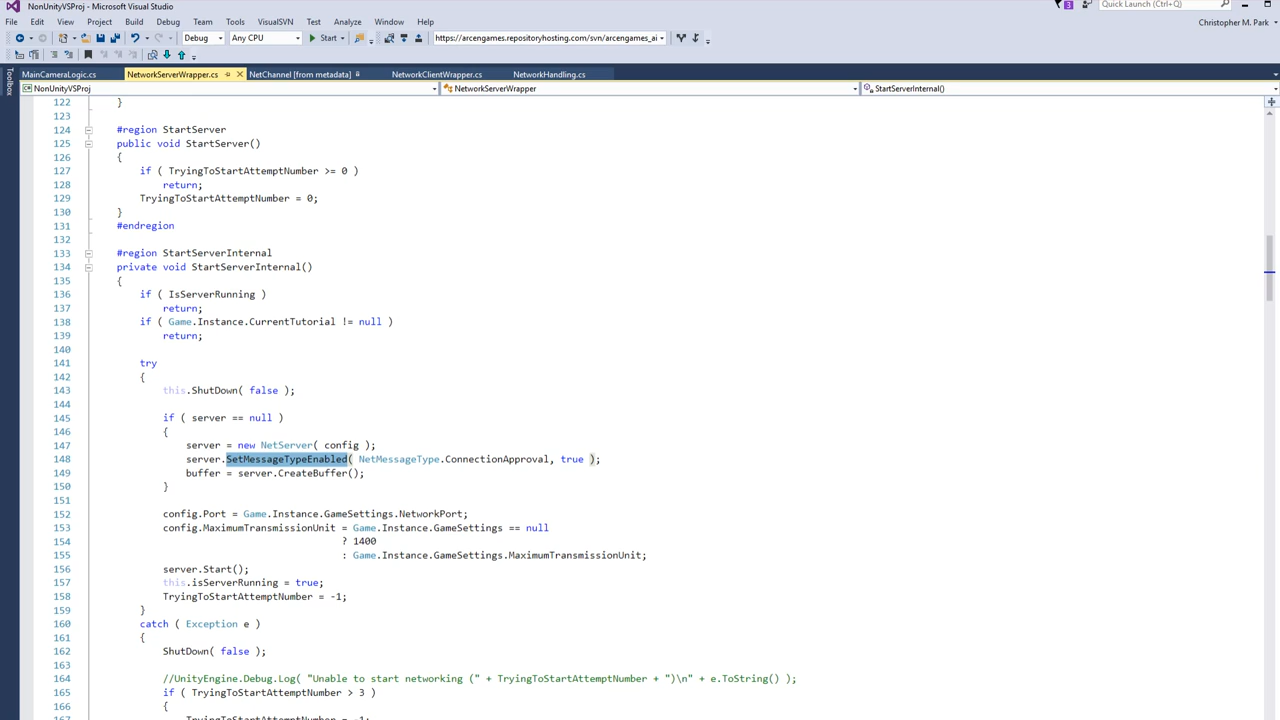 NonUnityVSProj - Microsoft Visual Studio
3
Quick Launch (Ctrl+Q)
File Edit View Project Build Debug Team Tools VisualSVN Test Analyze Window Help
Christopher M. Park
Debug Any CPU Start https://arcengames.repositoryhosting.com/svn/arcengames_ai
Toolbox
MainCameraLogic.cs NetworkServerWrapper.cs NetChannel [from metadata] NetworkClientWrapper.cs NetworkHandling.cs
NonUnityVSProj NetworkServerWrapper StartServerInternal()
122 }
123
124 #region StartServer
125 public void StartServer()
126 {
127 if ( TryingToStartAttemptNumber >= 0 )
128 return;
129 TryingToStartAttemptNumber = 0;
130 }
131 #endregion
132
133 #region StartServerInternal
134 private void StartServerInternal()
135 {
136 if ( IsServerRunning )
137 return;
138 if ( Game.Instance.CurrentTutorial != null )
139 return;
140
141 try
142 {
143 this.ShutDown( false );
144
145 if ( server == null )
146 {
147 server = new NetServer( config );
148 server.SetMessageTypeEnabled( NetMessageType.ConnectionApproval, true );
149 buffer = server.CreateBuffer();
150 }
151
152 config.Port = Game.Instance.GameSettings.NetworkPort;
153 config.MaximumTransmissionUnit = Game.Instance.GameSettings == null
154 ? 1400
155 : Game.Instance.GameSettings.MaximumTransmissionUnit;
156 server.Start();
157 this.isServerRunning = true;
158 TryingToStartAttemptNumber = -1;
159 }
160 catch ( Exception e )
161 {
162 ShutDown( false );
163
164 //UnityEngine.Debug.Log( "Unable to start networking (" + TryingToStartAttemptNumber + ")\n" + e.ToString() );
165 if ( TryingToStartAttemptNumber > 3 )
166 {
167 TryingToStartAttemptNumber = -1;